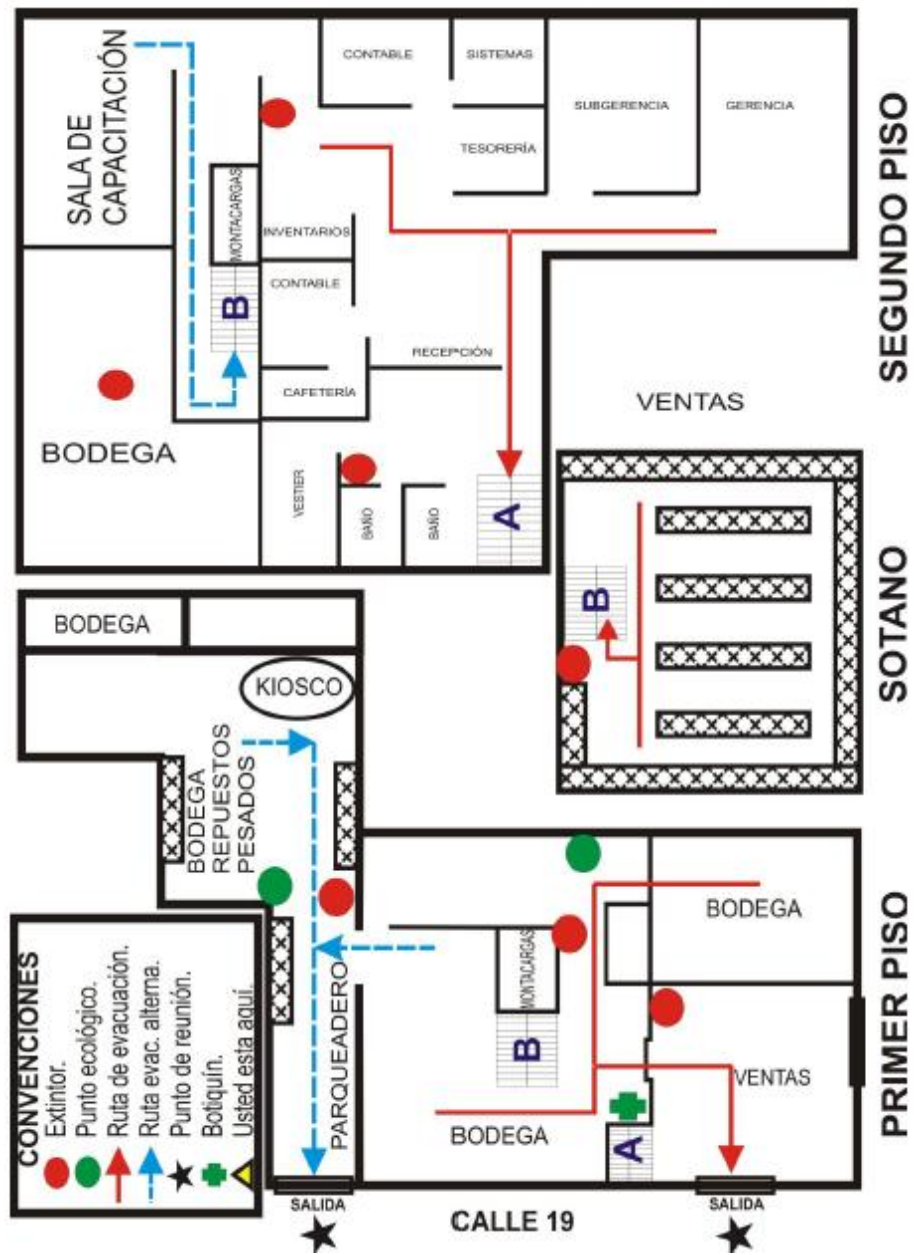 CONTABLE
SISTEMAS
SUBGERENCIA
GERENCIA
TESORERÍA
SALA DE
CAPACITACIÓN
MONTACARGAS
INVENTARIOS
CONTABLE
B
RECEPCIÓN
CAFETERÍA
BODEGA
VESTIER
BAÑO
BAÑO
A
SEGUNDO PISO
VENTAS
B
SOTANO
BODEGA
KIOSCO
BODEGA
REPUESTOS
PESADOS
PARQUEADERO
BODEGA
MONTACARGAS
B
VENTAS
BODEGA
A
PRIMER PISO
CONVENCIONES
Extintor.
Punto ecológico.
Ruta de evacuación.
Ruta evac. alterna.
Punto de reunión.
Botiquín.
Usted esta aquí.
SALIDA
SALIDA
CALLE 19